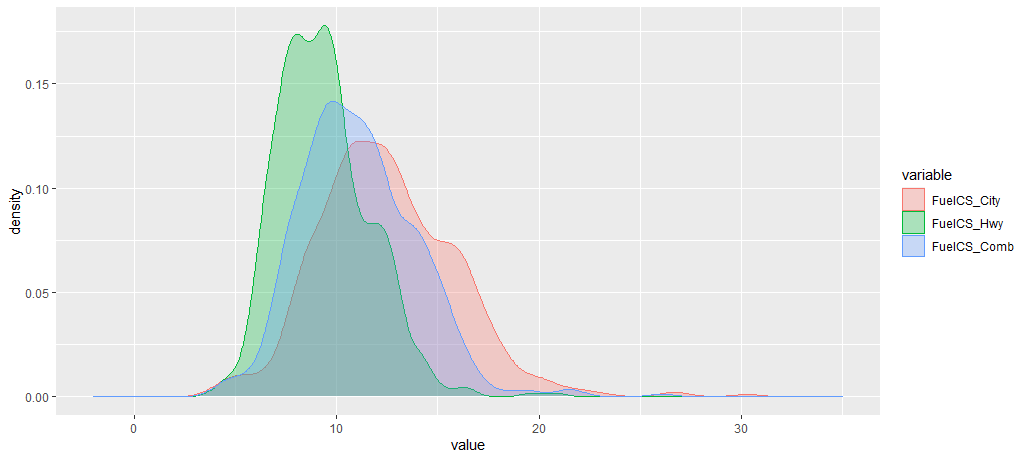 0.15
0.10
0.05
0.00
density
0 10 20 30
value
variable
FuelCS_City
FuelCS_Hwy
FuelCS_Comb